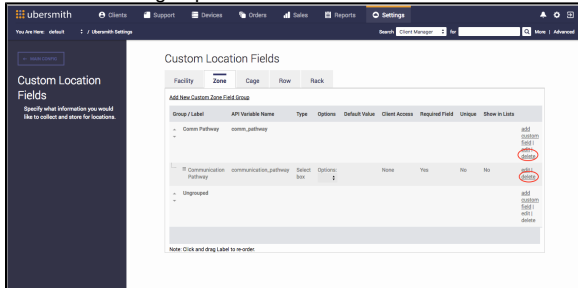 ubersmith Clients Support Devices Orders Sales Reports Settings
You Are Here: default / Ubersmith Settings Search Client Manager for More | Advanced
Custom Location Fields
Specify what information you would like to collect and store for locations.
Custom Location Fields
Facility Zone Cage Row Rack
Add New Custom Zone Field Group
Group / Label API Variable Name Type Options Default Value Client Access Required Field Unique Show in Lists
Comm Pathway comm_pathway add custom field | edit | delete
Communication Pathway communication_pathway Select box Options: None Yes No No edit | delete
Ungrouped add custom field | edit | delete
Note: Click and drag Label to re-order.